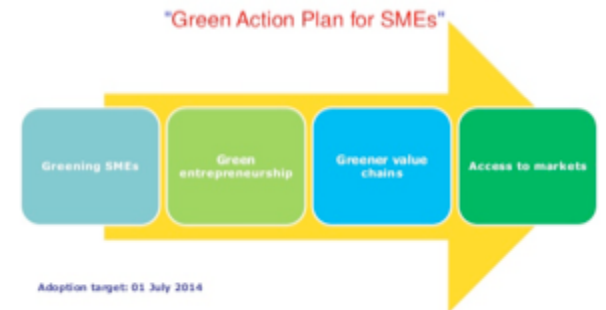 "Green Action Plan for SMEs"
Greening SMEs
Green
entrepreneurship
Greener value
chains
Access to markets
Adoption target: 01 July 2014